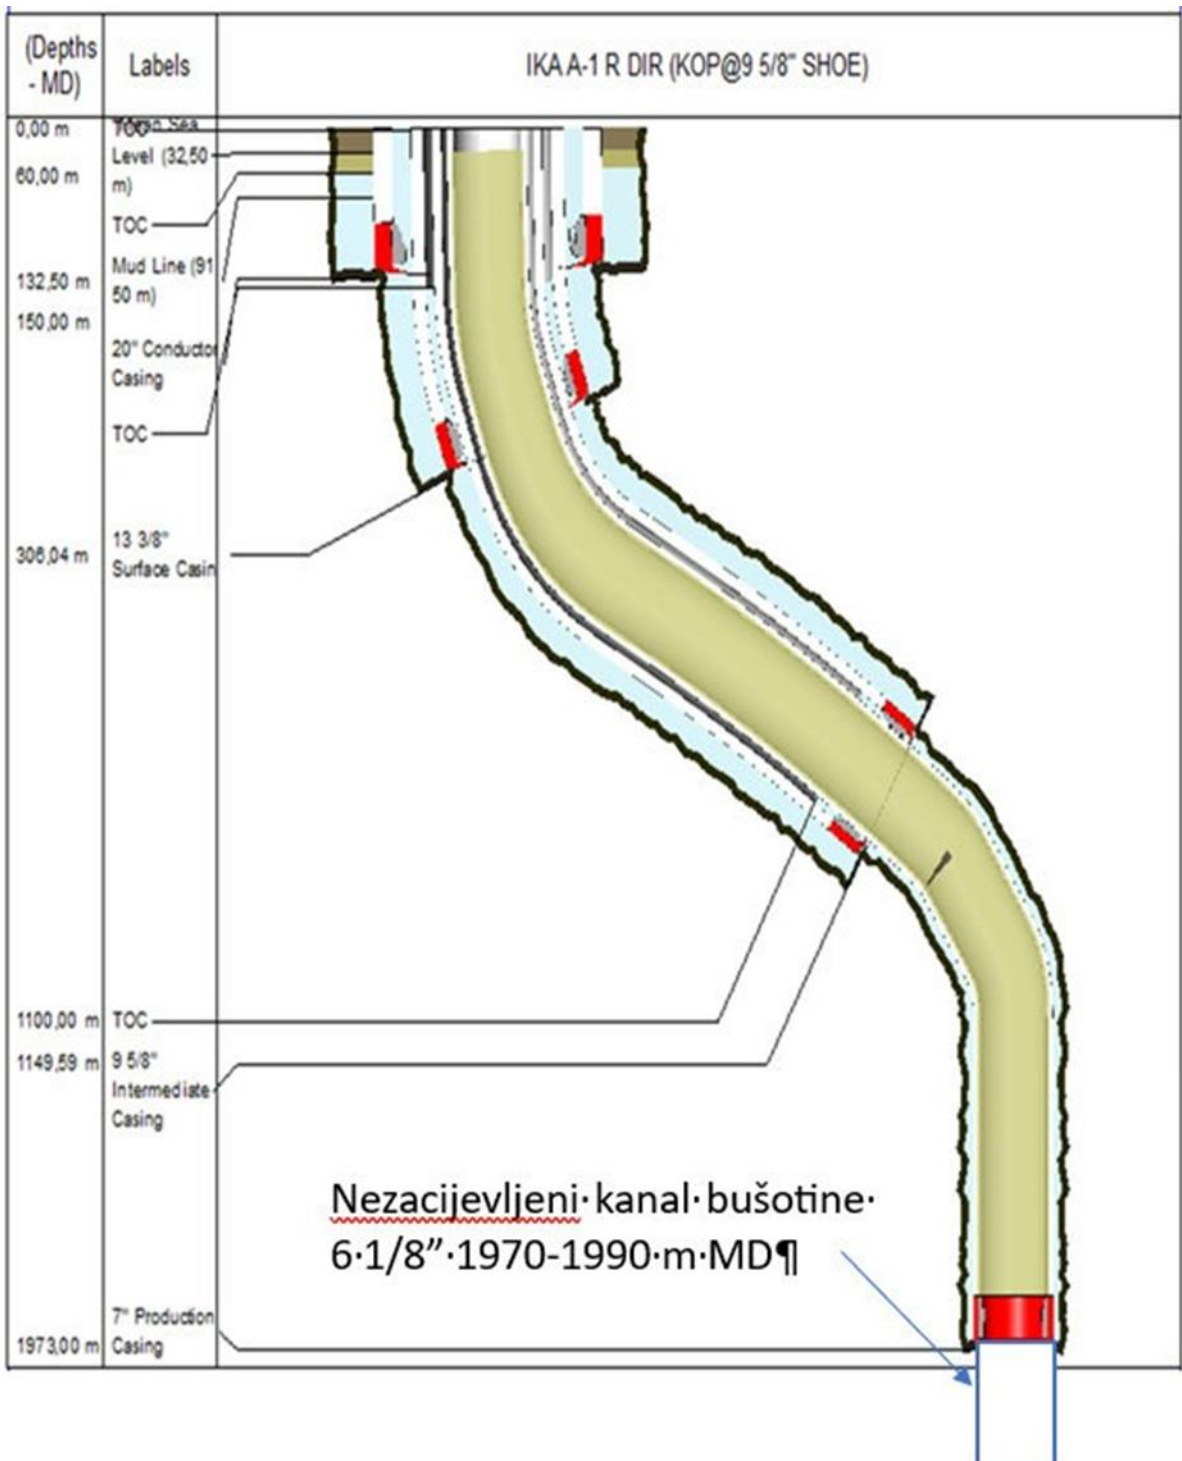 (Depths
- MD)
Labels
IKA A-1 R DIR (KOP@9 5/8" SHOE)
0,00 m
TOC
Sea
Level (32,50
m)
60,00 m
TOC
Mud Line (91
50 m)
132,50 m
150,00 m
20" Conductor
Casing
TOC
306,04 m
13 3/8"
Surface Casin
1100,00 m
TOC
1149,59 m
9 5/8"
Intermediate
Casing
Nezacijevljeni·kanal·bušotine·
6·1/8”·1970-1990·m·MD¶
7" Production
Casing
1973,00 m